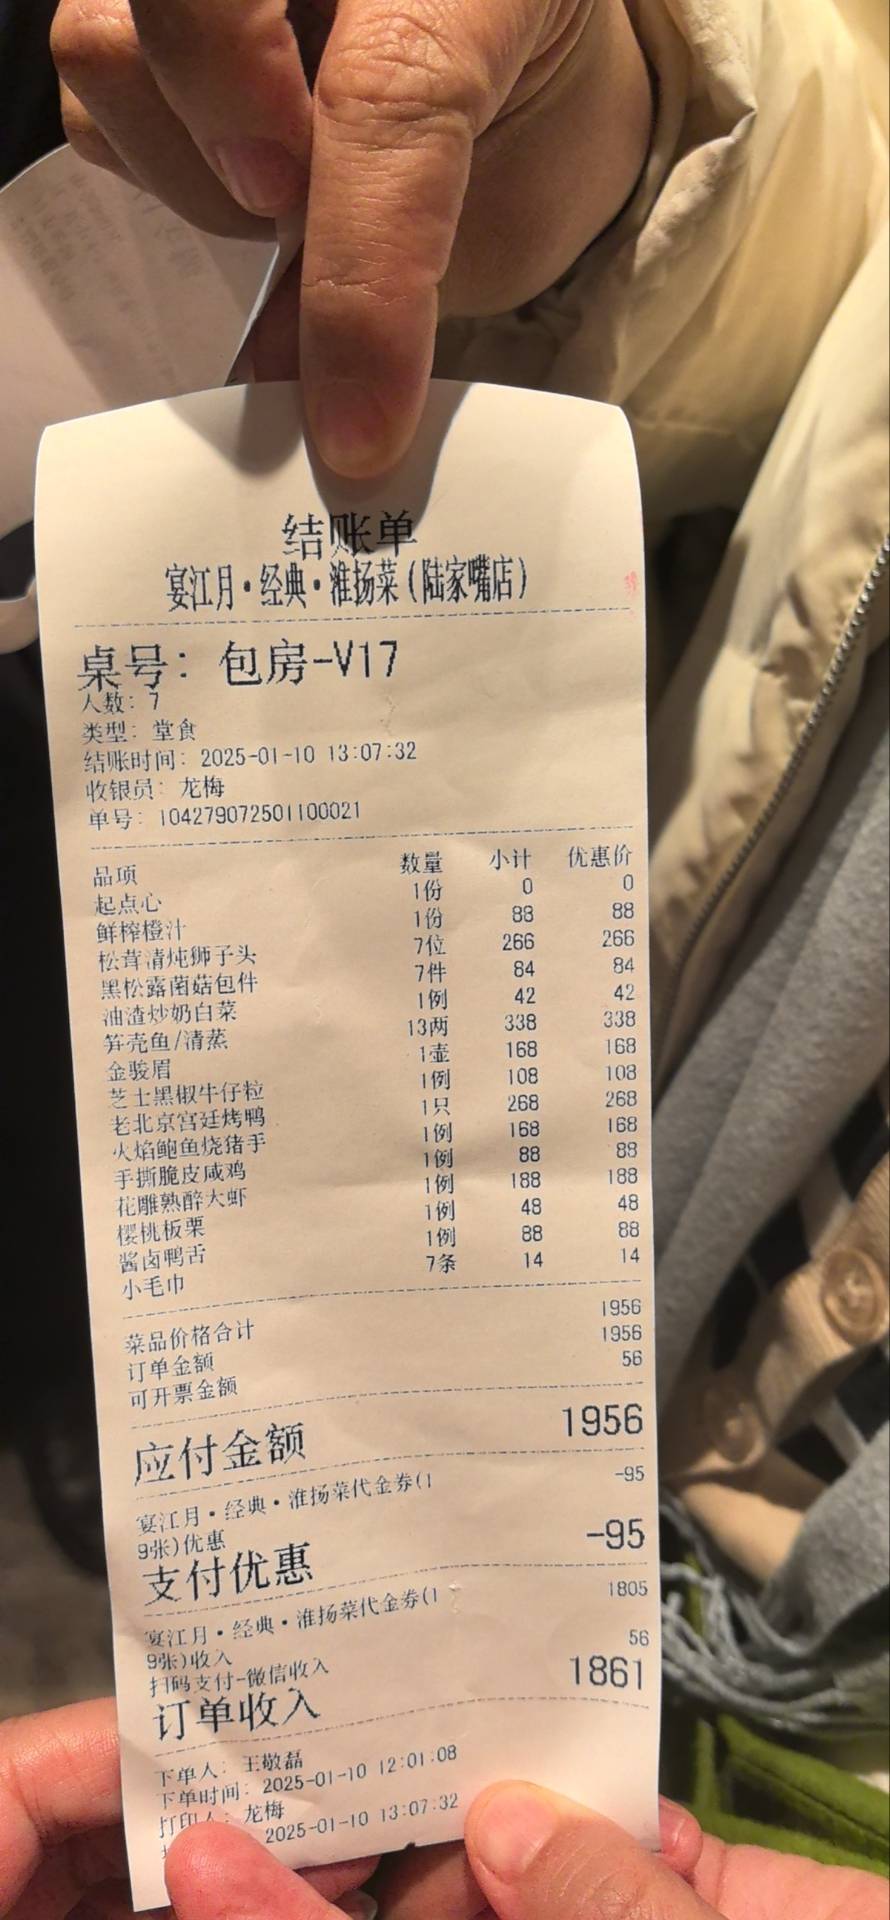 结账单
宴江月·经典·淮扬菜(陆家嘴店)
桌号: 包房-V17
人数: 7
类型: 堂食
结账时间: 2025-01-10 13:07:32
收银员: 龙梅
单号: 104279072501100021
品项 数量 小计 优惠价
起点心 1份 0 0
鲜榨橙汁 1份 88 88
松茸清炖狮子头 7位 266 266
黑松露菌菇包件 7件 84 84
油渣炒奶白菜 1例 42 42
笋壳鱼/清蒸 13两 338 338
金骏眉 1壶 168 168
芝士黑椒牛仔粒 1例 108 108
老北京宫廷烤鸭 1只 268 268
火焰鲍鱼烧猪手 1例 168 168
手撕脆皮咸鸡 1例 88 88
花雕熟醉大虾 1例 188 188
樱桃板栗 1例 48 48
酱卤鸭舌 1例 88 88
小毛巾 7条 14 14
菜品价格合计 1956
订单金额 1956
可开票金额 56
应付金额 1956
宴江月·经典·淮扬菜代金券(1 -95
9张)优惠
支付优惠 -95
宴江月·经典·淮扬菜代金券(1 1805
9张)收入
扫码支付-微信收入 56
订单收入 1861
下单人: 王敬磊
下单时间: 2025-01-10 12:01:08
打印人: 龙梅
2025-01-10 13:07:32